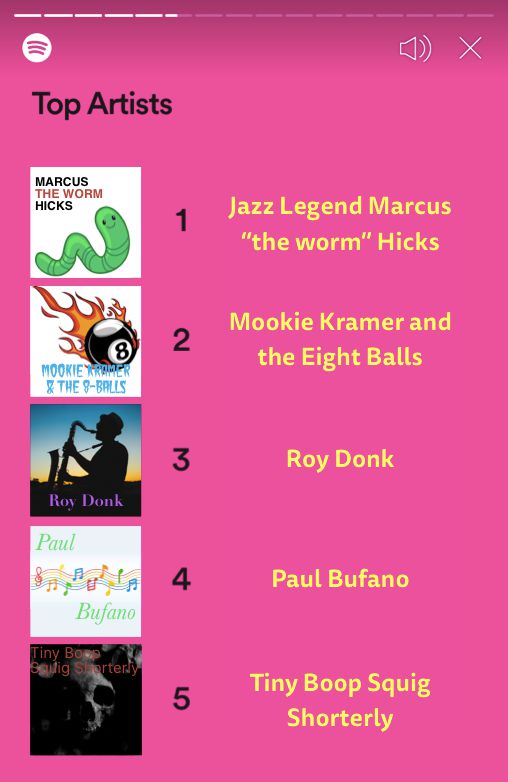 Top Artists
MARCUS
THE WORM
HICKS
1
Jazz Legend Marcus
“the worm” Hicks
8
MOOKIE KRAMER
& THE 8-BALLS
2
Mookie Kramer and
the Eight Balls
Roy Donk
3
Roy Donk
Paul
Bufano
4
Paul Bufano
Tiny Boop
Squig Shorterly
5
Tiny Boop Squig
Shorterly